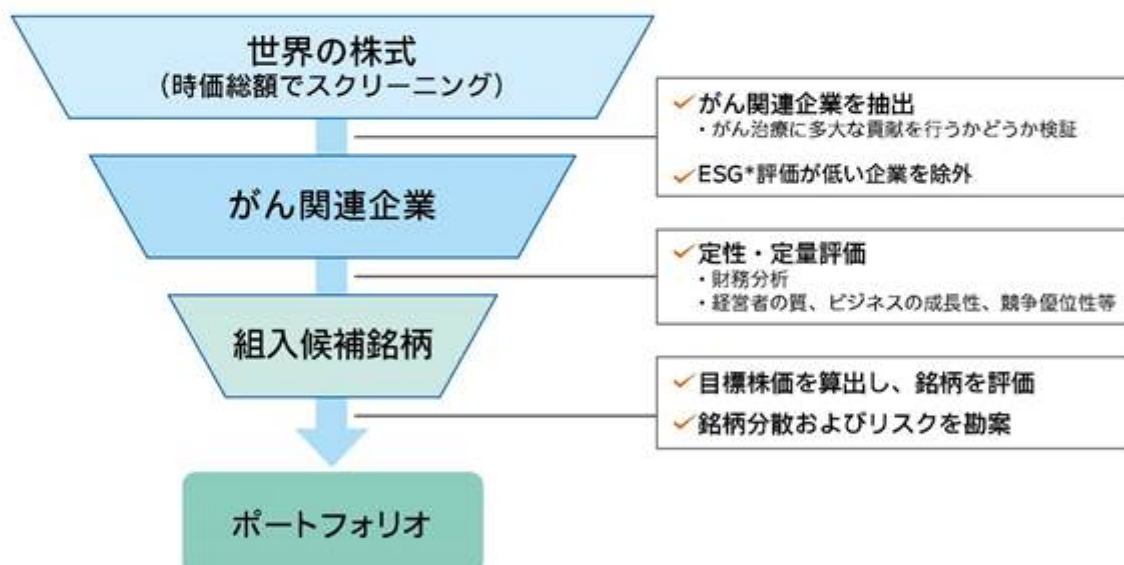 世界の株式
（時価総額でスクリーニング）
✓がん関連企業を抽出
・がん治療に多大な貢献を行うかどうか検証
✓ESG*評価が低い企業を除外
がん関連企業
✓定性・定量評価
・財務分析
・経営者の質、ビジネスの成長性、競争優位性等
組入候補銘柄
✓目標株価を算出し、銘柄を評価
✓銘柄分散およびリスクを勘案
ポートフォリオ